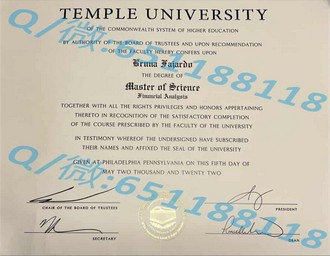 TEMPLE UNIVERSITY
OF THE COMMONWEALTH SYSTEM OF HIGHER EDUCATION
BY AUTHORITY OF THE BOARD OF TRUSTEES AND UPON RECOMMENDATION
OF THE FACULTY HEREBY CONFERS UPON
Bruna Fajardo
THE DEGREE OF
Master of Science
Financial Analysis
TOGETHER WITH ALL THE RIGHTS PRIVILEGES AND HONORS APPERTAINING
THERETO IN RECOGNITION OF THE SATISFACTORY COMPLETION
OF THE COURSE PRESCRIBED BY THE FACULTY OF THE UNIVERSITY
IN TESTIMONY WHEREOF THE UNDERSIGNED HAVE SUBSCRIBED
THEIR NAMES AND AFFIXED THE SEAL OF THE UNIVERSITY
GIVEN AT PHILADELPHIA PENNSYLVANIA ON THIS FIFTH DAY OF
MAY TWO THOUSAND AND TWENTY TWO
CHAIR OF THE BOARD OF TRUSTEES
PRESIDENT
SECRETARY
DEAN
Q/微:651188118
Q/微:651188118
Q/微:651188118